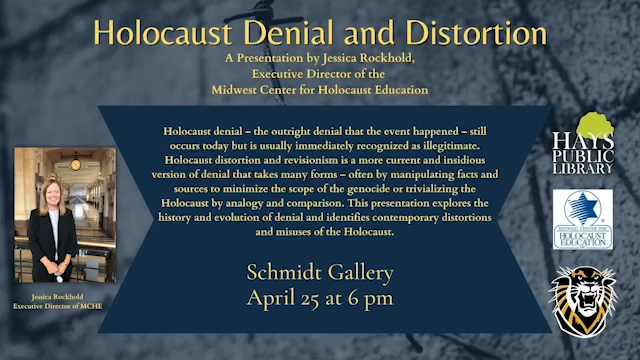 Holocaust Denial and Distortion
A Presentation by Jessica Rockhold,
Executive Director of the
Midwest Center for Holocaust Education
Holocaust denial – the outright denial that the event happened – still
occurs today but is usually immediately recognized as illegitimate.
Holocaust distortion and revisionism is a more current and insidious
version of denial that takes many forms – often by manipulating facts and
sources to minimize the scope of the genocide or trivializing the
Holocaust by analogy and comparison. This presentation explores the
history and evolution of denial and identifies contemporary distortions
and misuses of the Holocaust.
Schmidt Gallery
April 25 at 6 pm
Jessica Rockhold
Executive Director of MCHE
HAYS
PUBLIC
LIBRARY
MIDWEST CENTER FOR
HOLOCAUST
EDUCATION